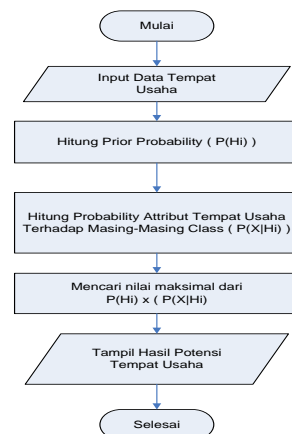 Mulai
Input Data Tempat
Usaha
Hitung Prior Probability ( P(Hi) )
Hitung Probability Attribut Tempat Usaha
Terhadap Masing-Masing Class ( P(X|Hi) )
Mencari nilai maksimal dari
P(Hi) x ( P(X|Hi)
Tampil Hasil Potensi
Tempat Usaha
Selesai